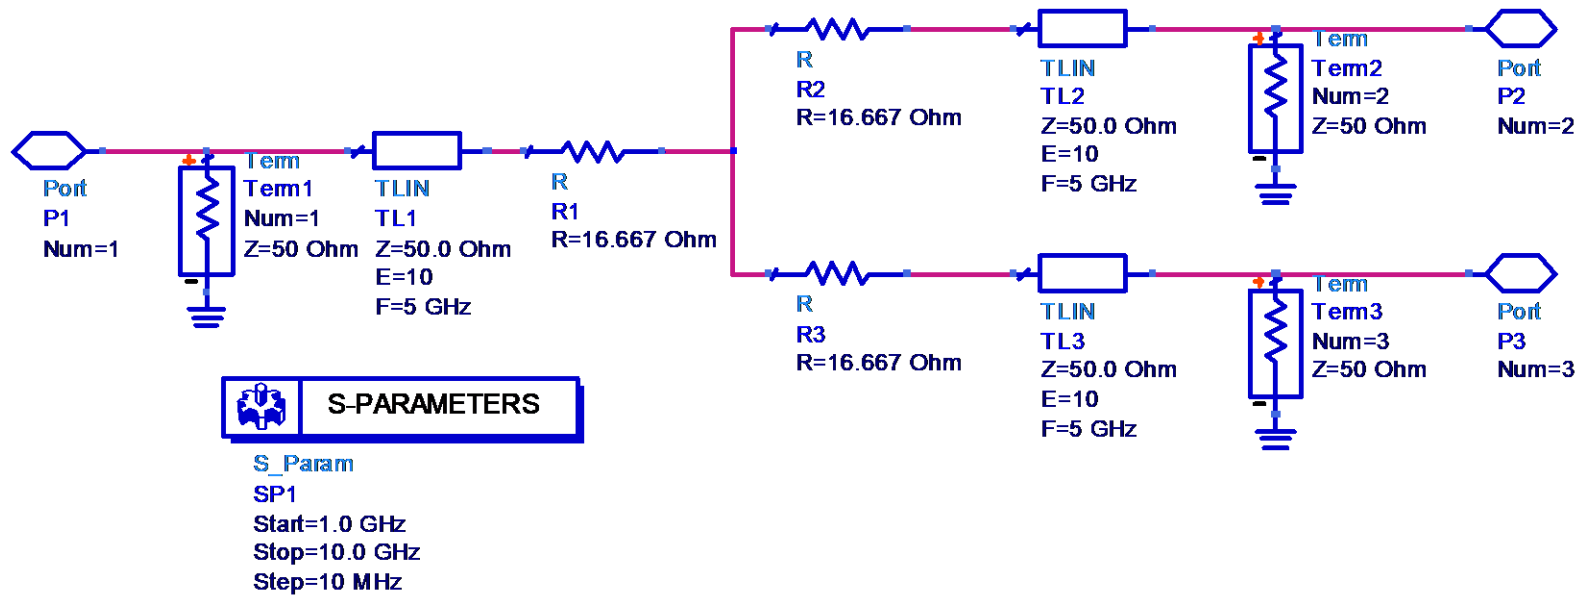 R
R2
R=16.667 Ohm
TLIN
TL2
Z=50.0 Ohm
E=10
F=5 GHz
+
Term
Term2
Num=2
Z=50 Ohm
-
Port
P2
Num=2
Port
P1
Num=1
+
Term
Term1
Num=1
Z=50 Ohm
-
TLIN
TL1
Z=50.0 Ohm
E=10
F=5 GHz
R
R1
R=16.667 Ohm
R
R3
R=16.667 Ohm
TLIN
TL3
Z=50.0 Ohm
E=10
F=5 GHz
+
Term
Term3
Num=3
Z=50 Ohm
-
Port
P3
Num=3
S-PARAMETERS
S_Param
SP1
Start=1.0 GHz
Stop=10.0 GHz
Step=10 MHz